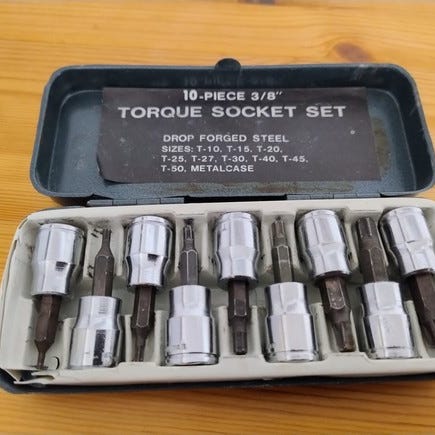 10-PIECE 3/8"
TORQUE SOCKET SET
DROP FORGED STEEL
SIZES: T-10, T-15, T-20,
T-25, T-27, T-30, T-40, T-45,
T-50, METALCASE